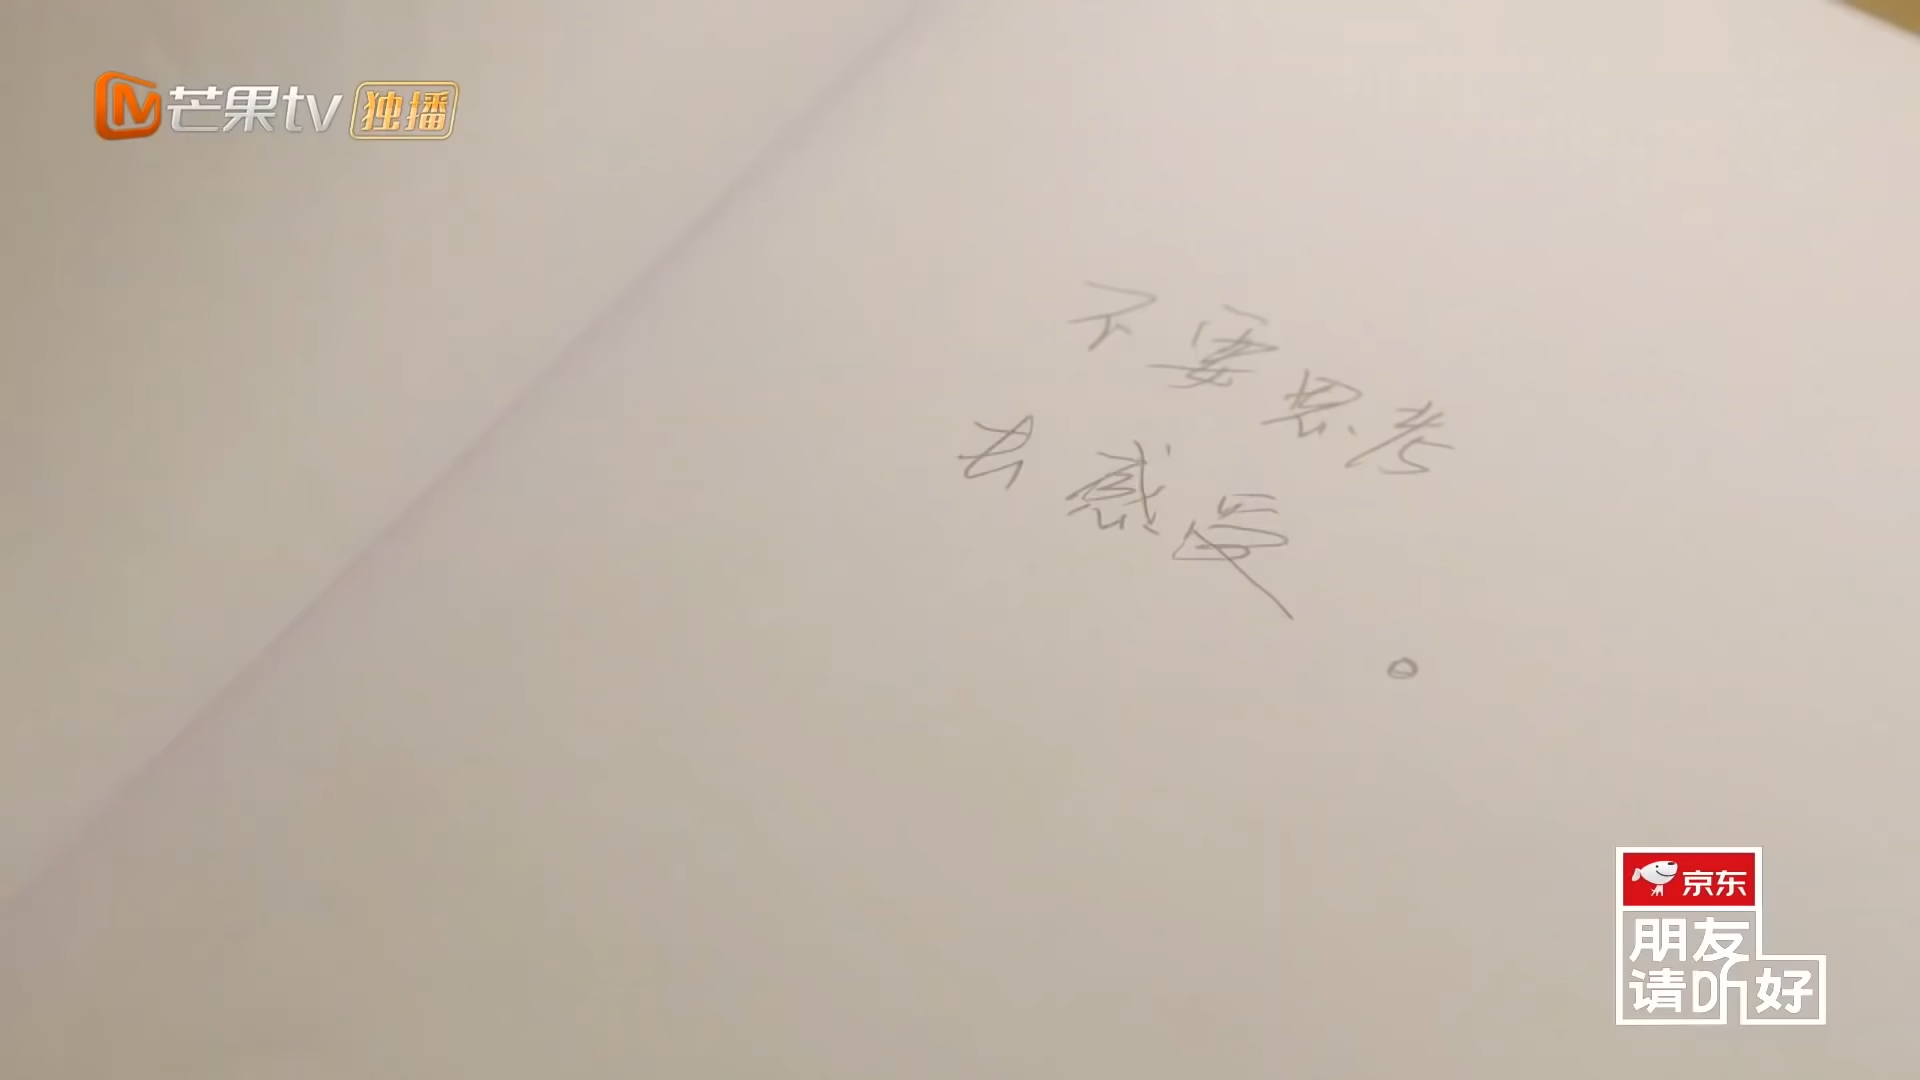 芒果tv 独播
不要思考
去感受。
京东
朋友
请听好